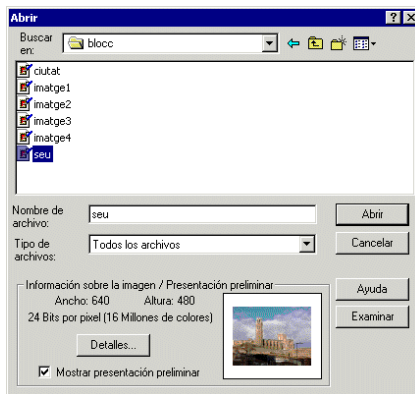 Abrir
Buscar en:
blocc
ciutat
imatge1
imatge2
imatge3
imatge4
seu
Nombre de archivo:
seu
Abrir
Tipo de archivos:
Todos los archivos
Cancelar
Información sobre la imagen / Presentación preliminar
Ancho: 640 Altura: 480
24 Bits por pixel (16 Millones de colores)
Detalles...
Mostrar presentación preliminar
Ayuda
Examinar